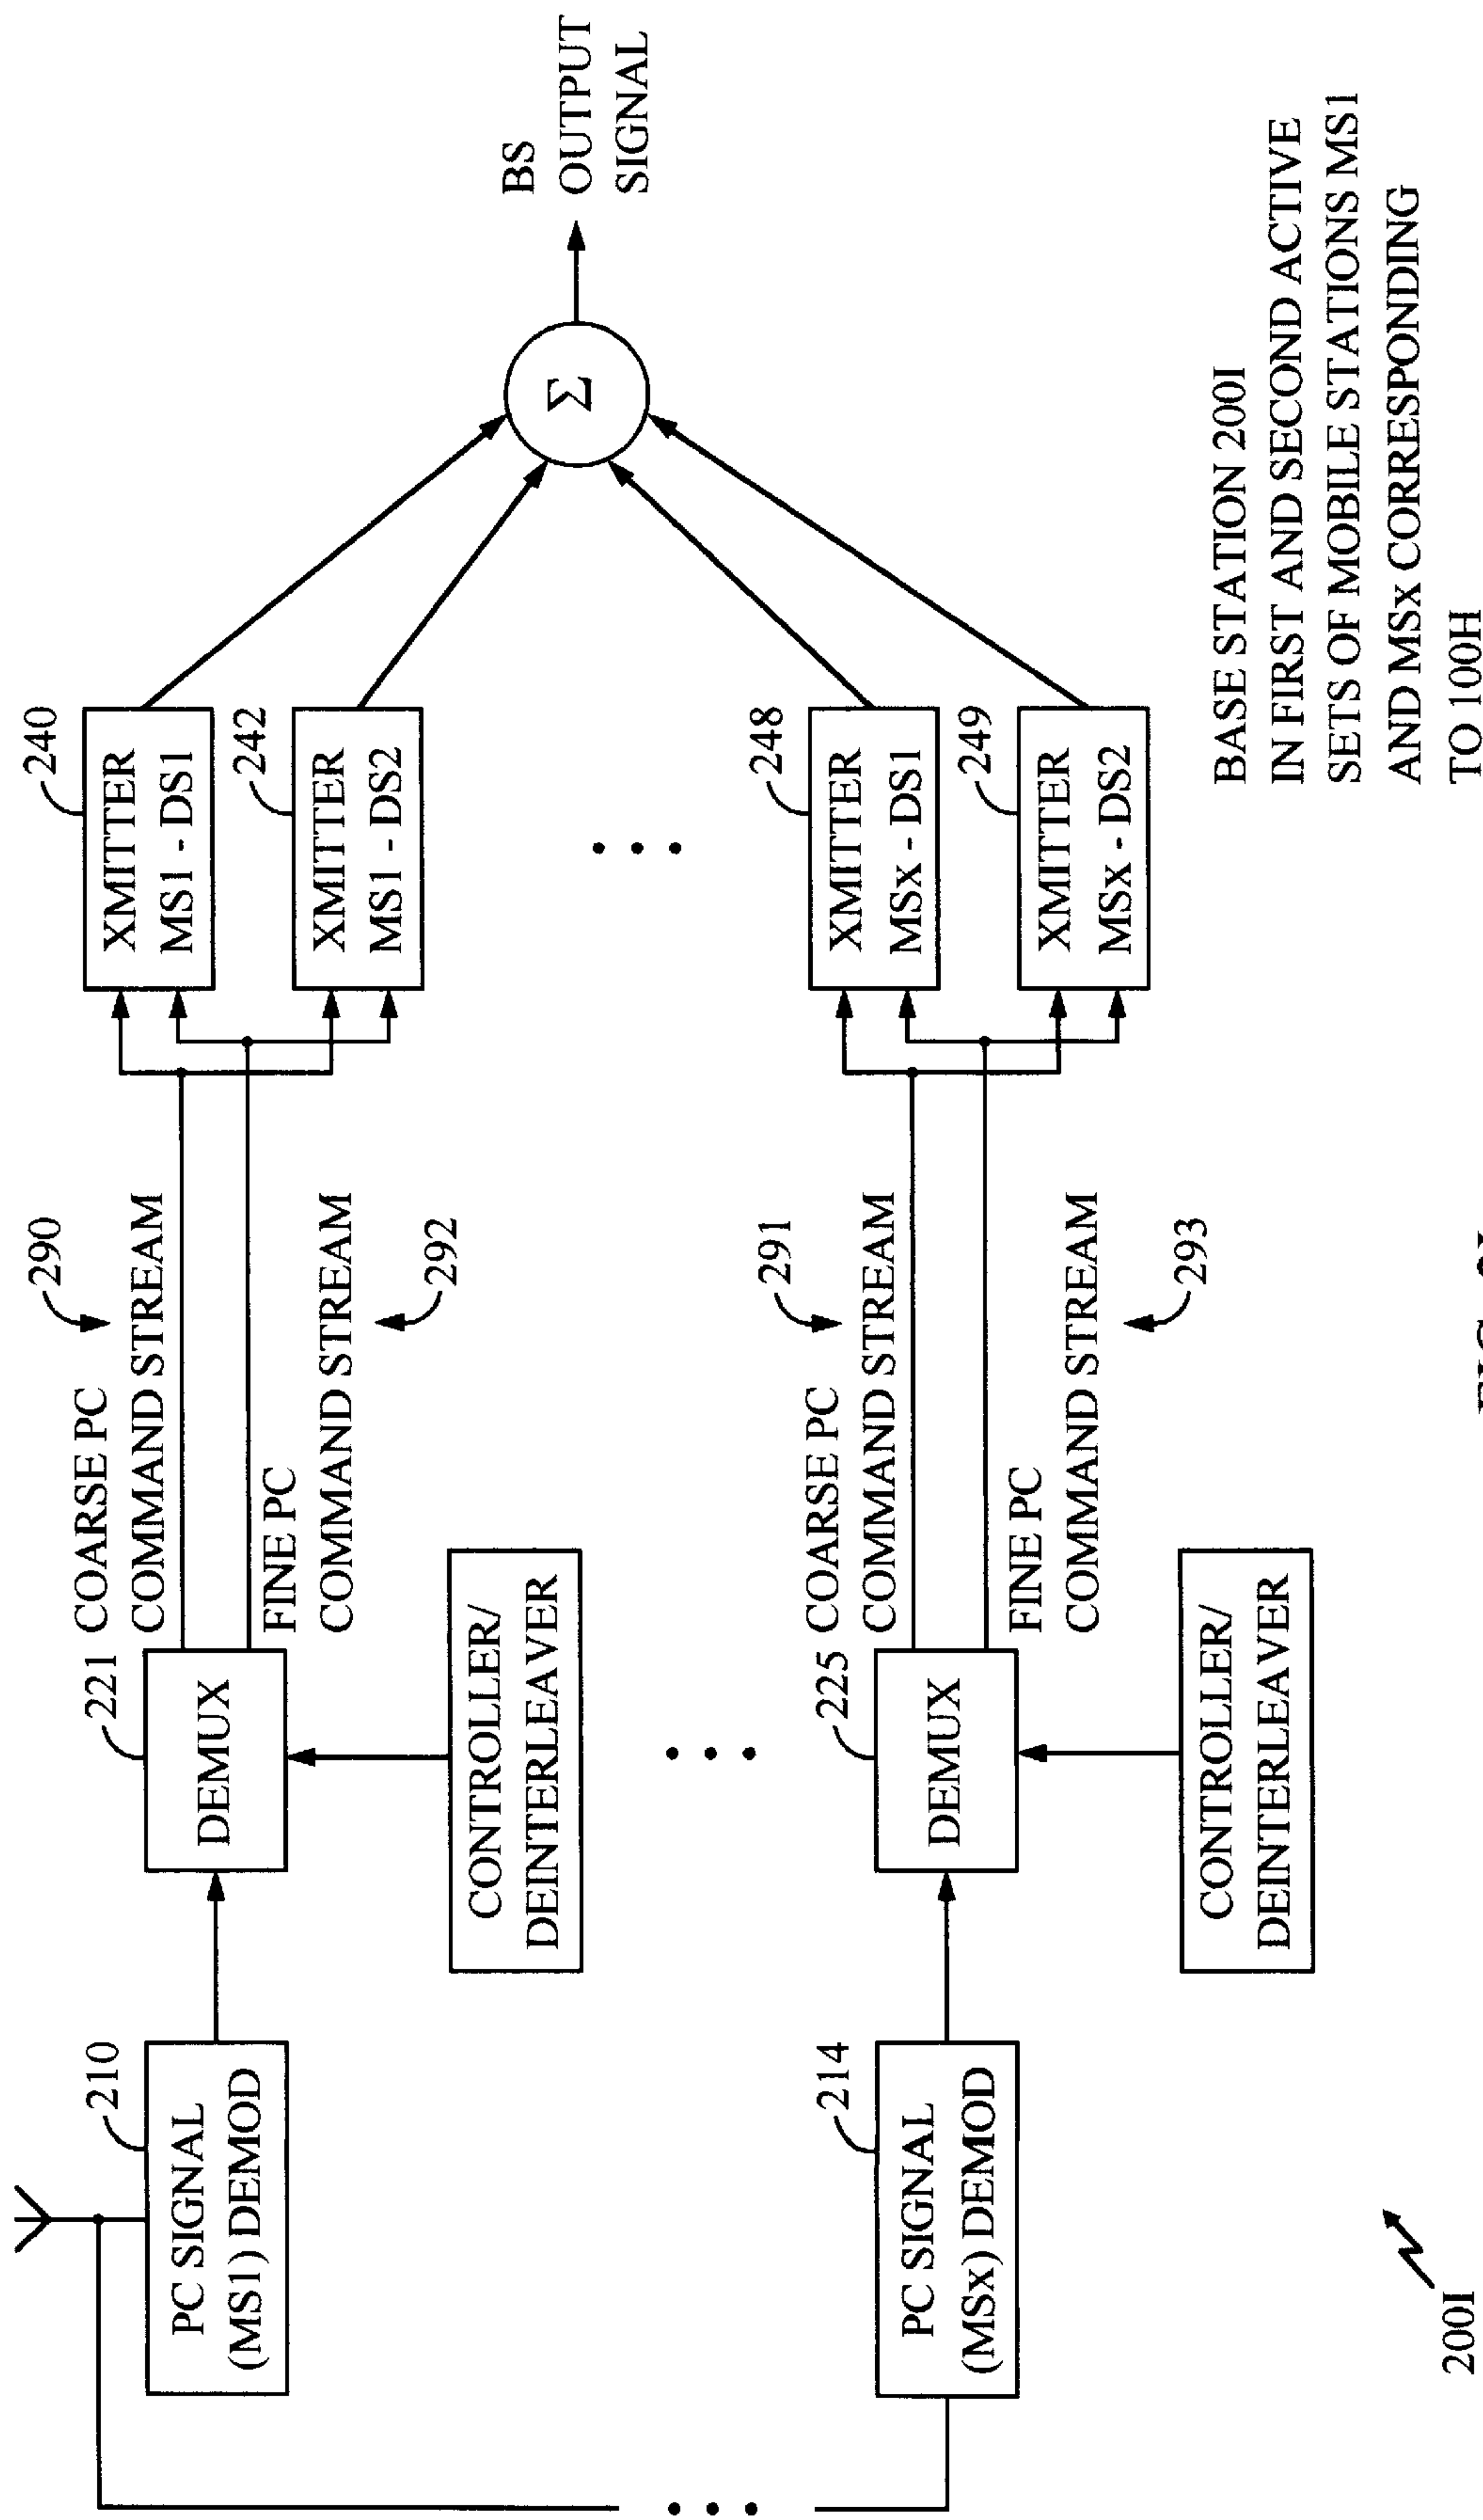 210
PC SIGNAL
(MS1) DEMOD
221
DEMUX
CONTROLLER/
DEINTERLEAVER
290
COARSE PC
COMMAND STREAM
FINE PC
COMMAND STREAM
292
240
XMITTER
MS1 - DS1
242
XMITTER
MS1 - DS2
214
PC SIGNAL
(MSx) DEMOD
225
DEMUX
CONTROLLER/
DEINTERLEAVER
291
COARSE PC
COMMAND STREAM
FINE PC
COMMAND STREAM
293
248
XMITTER
MSx - DS1
249
XMITTER
MSx - DS2
Σ
BS
OUTPUT
SIGNAL
BASE STATION 200I
IN FIRST AND SECOND ACTIVE
SETS OF MOBILE STATIONS MS1
AND MSx CORRESPONDING
TO 100H
200I